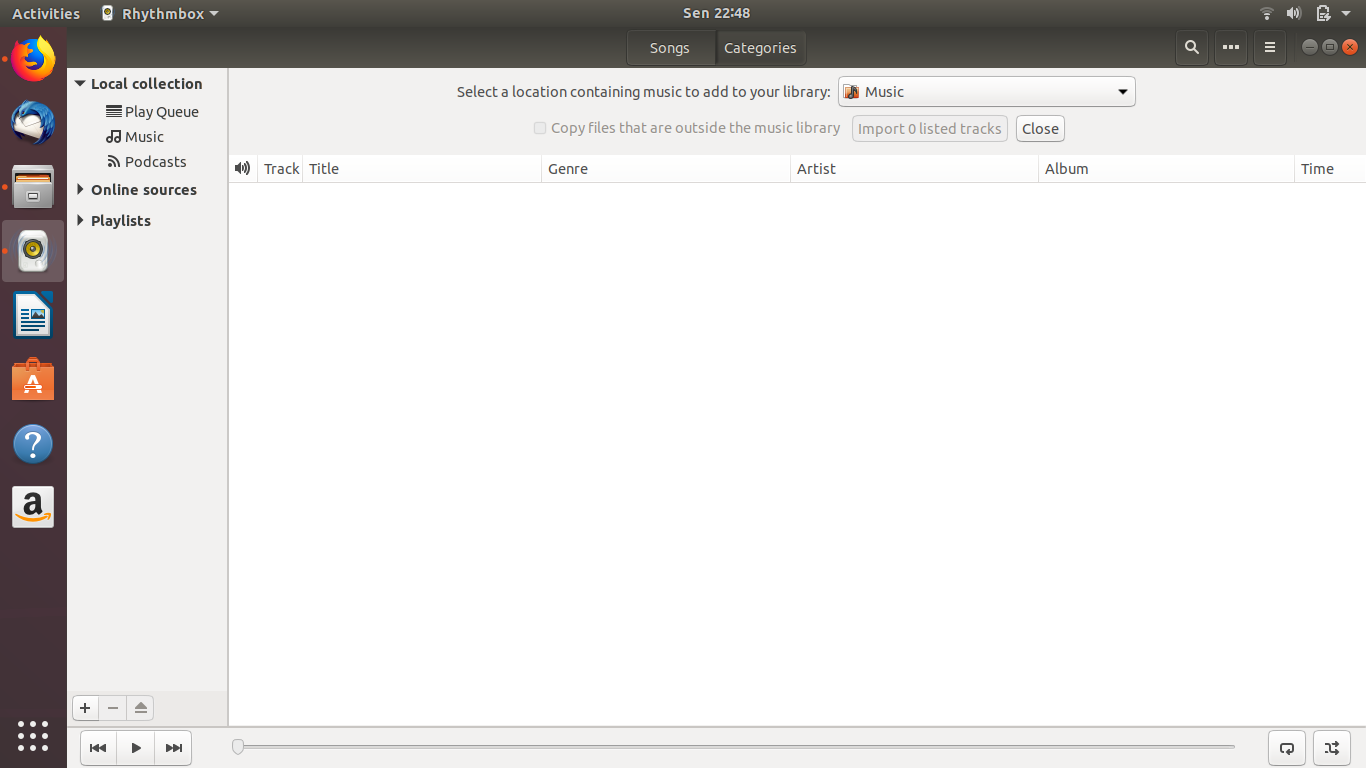 Activities Rhythmbox Sen 22:48
Songs Categories
Local collection
Play Queue
Music
Podcasts
Online sources
Playlists
Select a location containing music to add to your library: Music
Copy files that are outside the music library Import 0 listed tracks Close
Track Title Genre Artist Album Time